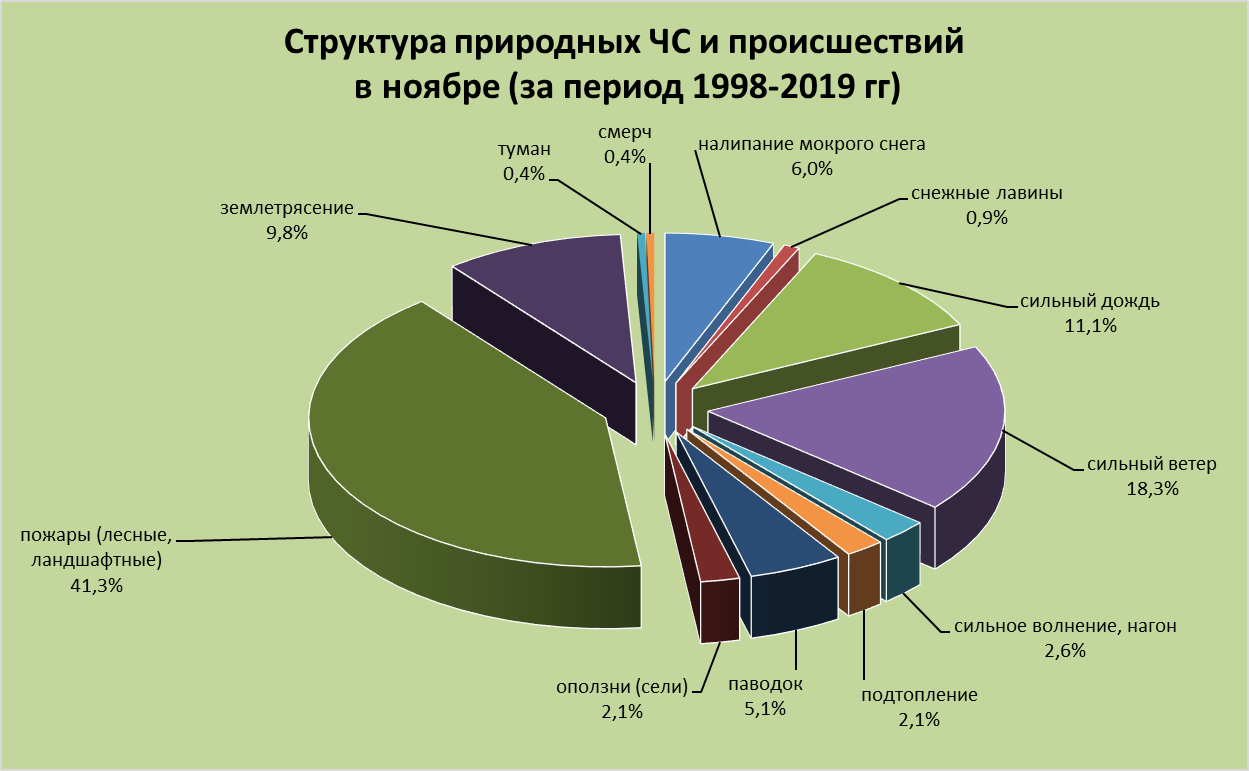 Структура природных ЧС и происшествий
в ноябре (за период 1998-2019 гг)
смерч
0,4%
туман
0,4%
налипание мокрого снега
6,0%
снежные лавины
0,9%
землетрясение
9,8%
сильный дождь
11,1%
сильный ветер
18,3%
пожары (лесные,
ландшафтные)
41,3%
сильное волнение, нагон
2,6%
оползни (сели)
2,1%
паводок
5,1%
подтопление
2,1%